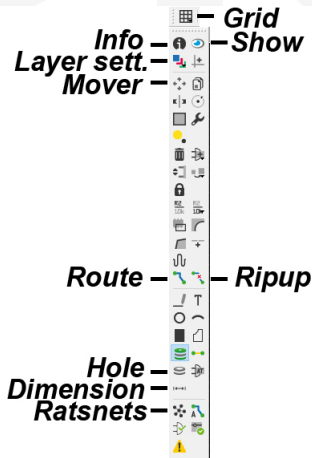 Grid
Info
Show
Layer sett.
Mover
Route
Ripup
Hole
Dimension
Ratsnets